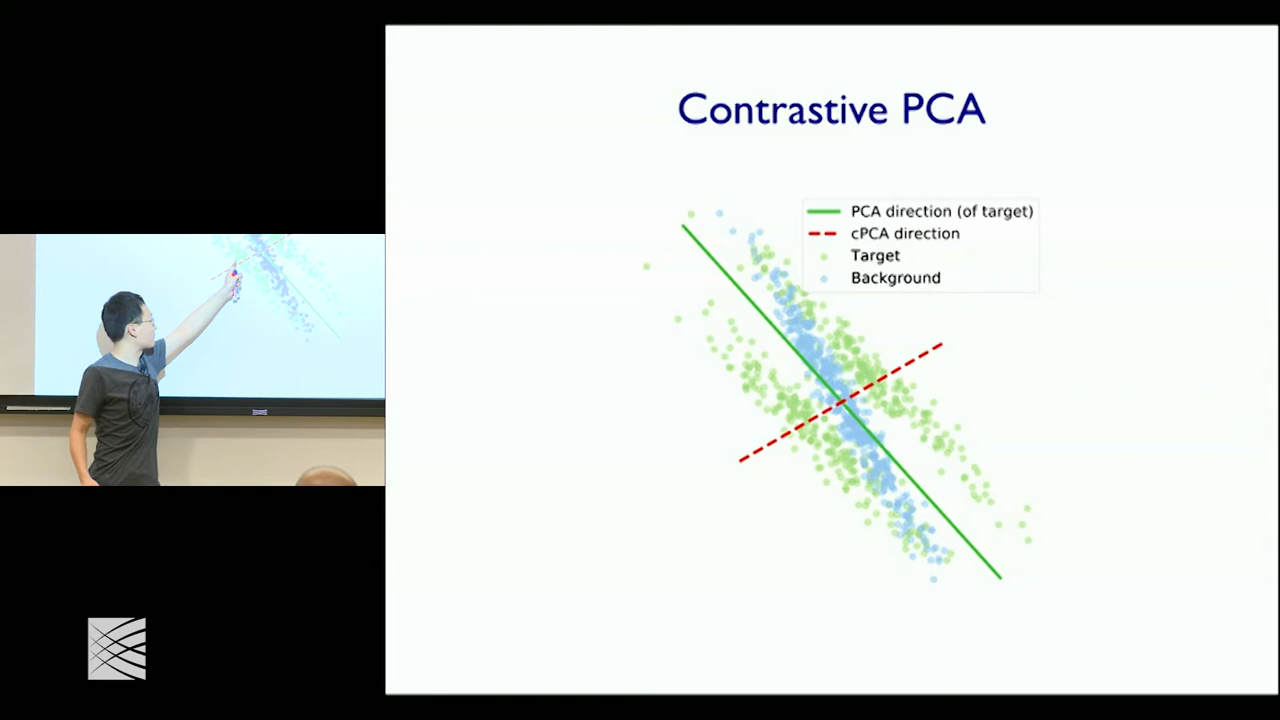 Contrastive PCA
PCA direction (of target)
cPCA direction
Target
Background